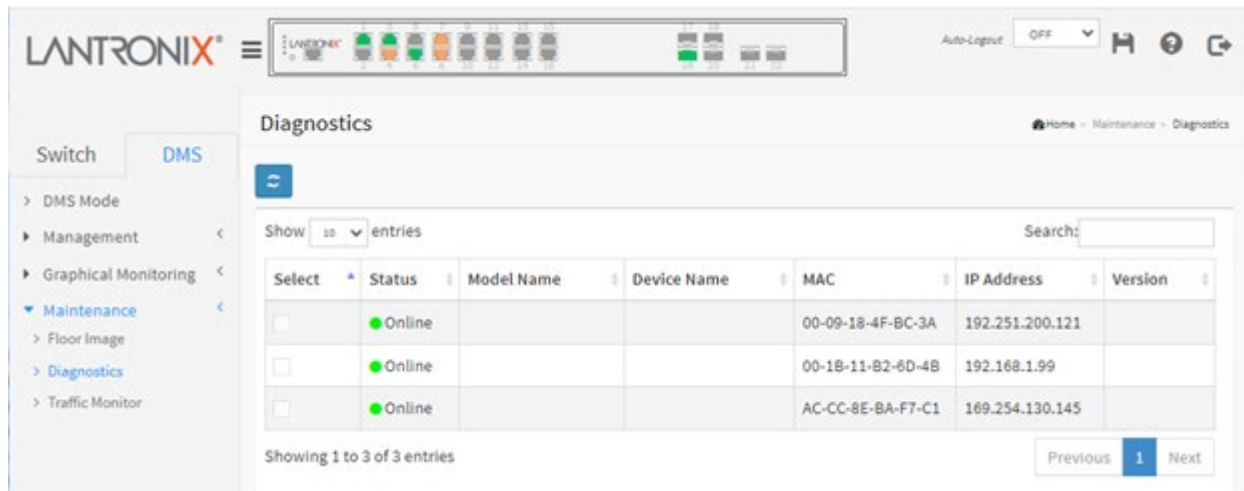 LANTRONIX®
LANTRONIX
Auto-Logout OFF
Switch DMS
DMS Mode
Management
Graphical Monitoring
Maintenance
Floor Image
Diagnostics
Traffic Monitor
Diagnostics
Home > Maintenance > Diagnostics
Show 10 entries
Search:
Select Status Model Name Device Name MAC IP Address Version
Online 00-09-18-4F-BC-3A 192.251.200.121
Online 00-1B-11-B2-6D-4B 192.168.1.99
Online AC-CC-8E-BA-F7-C1 169.254.130.145
Showing 1 to 3 of 3 entries
Previous 1 Next